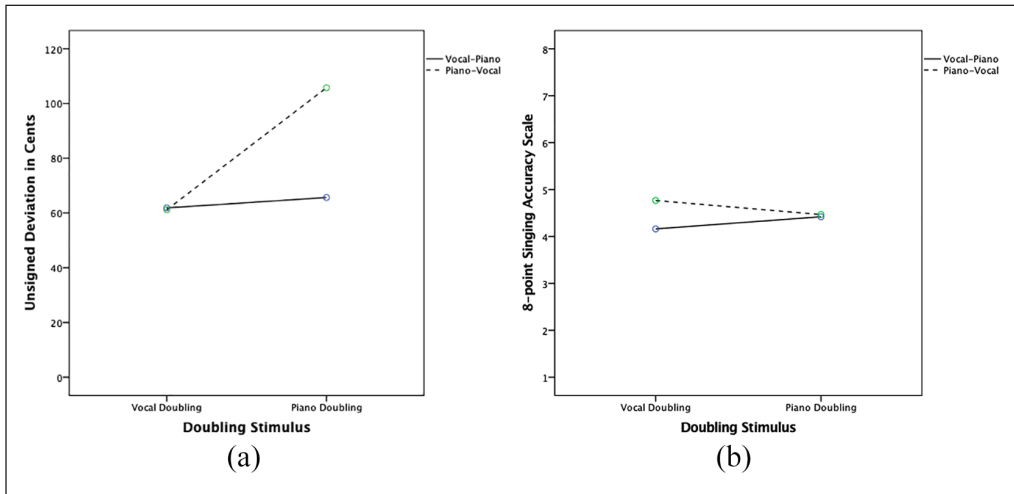 Unsigned Deviation in Cents
120
100
80
60
40
20
0
Vocal Doubling
Piano Doubling
Doubling Stimulus
Vocal-Piano
Piano-Vocal
(a)
8-point Singing Accuracy Scale
8
7
6
5
4
3
2
1
Vocal Doubling
Piano Doubling
Doubling Stimulus
Vocal-Piano
Piano-Vocal
(b)